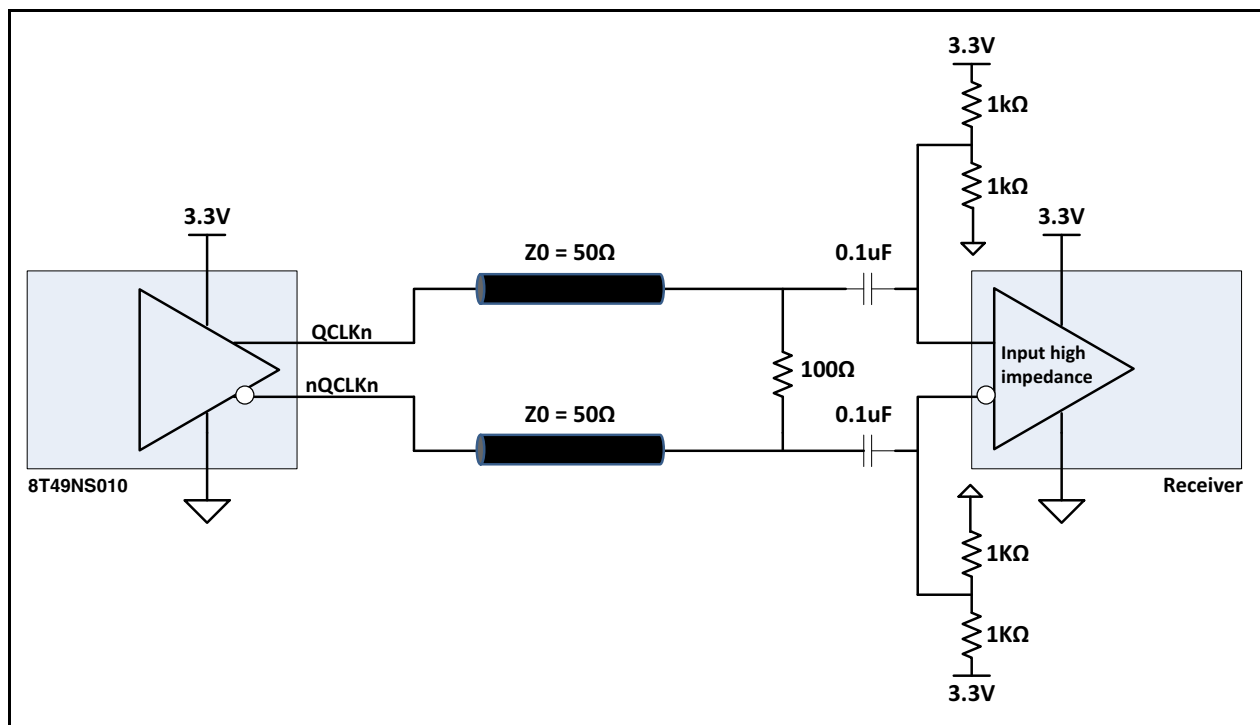 3.3V
1kΩ
1kΩ
3.3V
3.3V
Z0 = 50Ω
0.1uF
QCLKn
Input high
impedance
100Ω
nQCLKn
Z0 = 50Ω
0.1uF
8T49NS010
Receiver
1KΩ
1KΩ
3.3V